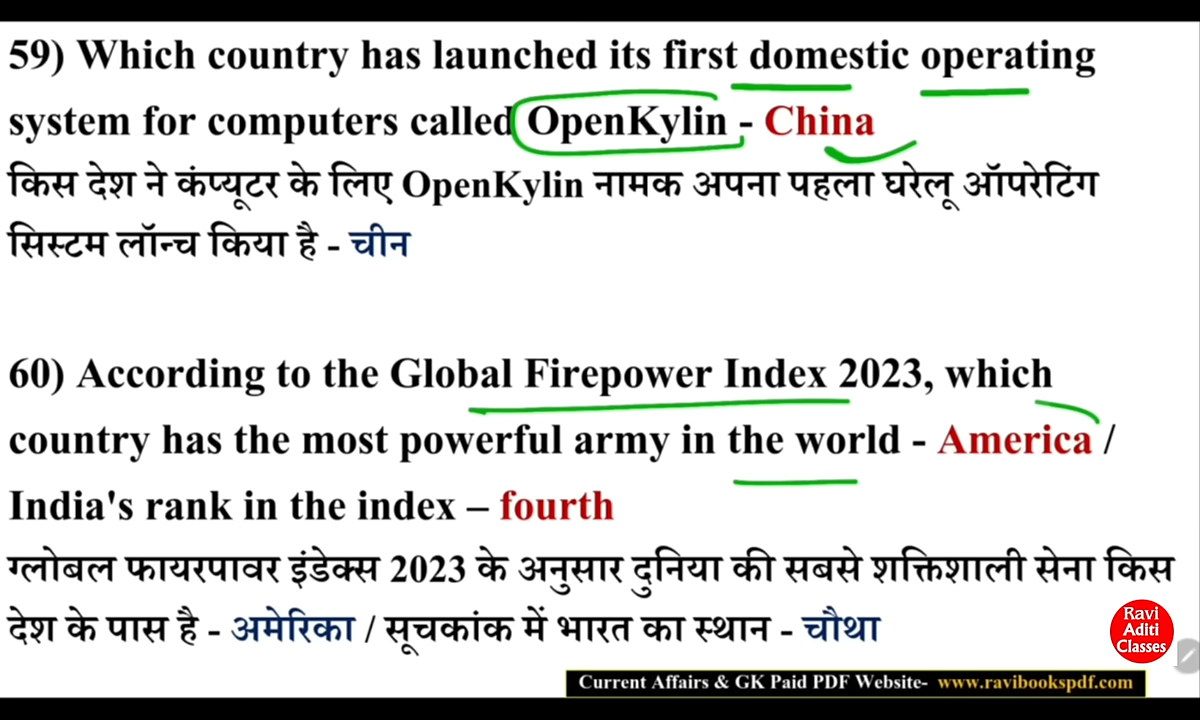 59) Which country has launched its first domestic operating
system for computers called OpenKylin - China
किस देश ने कंप्यूटर के लिए OpenKylin नामक अपना पहला घरेलू ऑपरेटिंग
सिस्टम लॉन्च किया है - चीन
60) According to the Global Firepower Index 2023, which
country has the most powerful army in the world - America /
India's rank in the index – fourth
ग्लोबल फायरपावर इंडेक्स 2023 के अनुसार दुनिया की सबसे शक्तिशाली सेना किस
देश के पास है - अमेरिका / सूचकांक में भारत का स्थान - चौथा
Ravi
Aditi
Classes
Current Affairs & GK Paid PDF Website- www.ravibookspdf.com